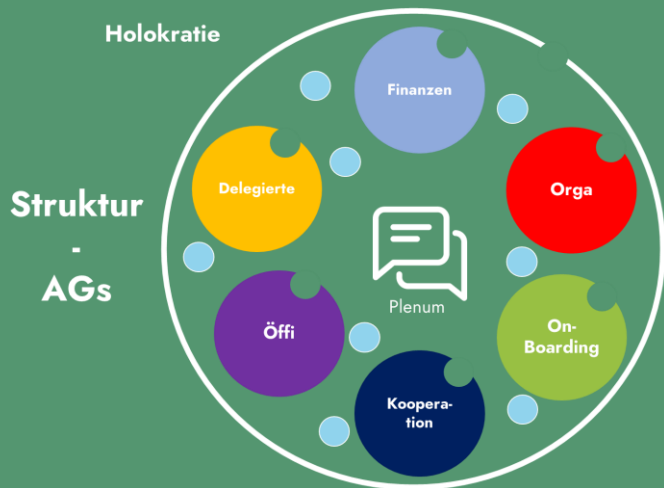 Holokratie
Struktur
-
AGs
Finanzen
Delegierte
Orga
Plenum
Öffi
On-
Boarding
Koopera-
tion